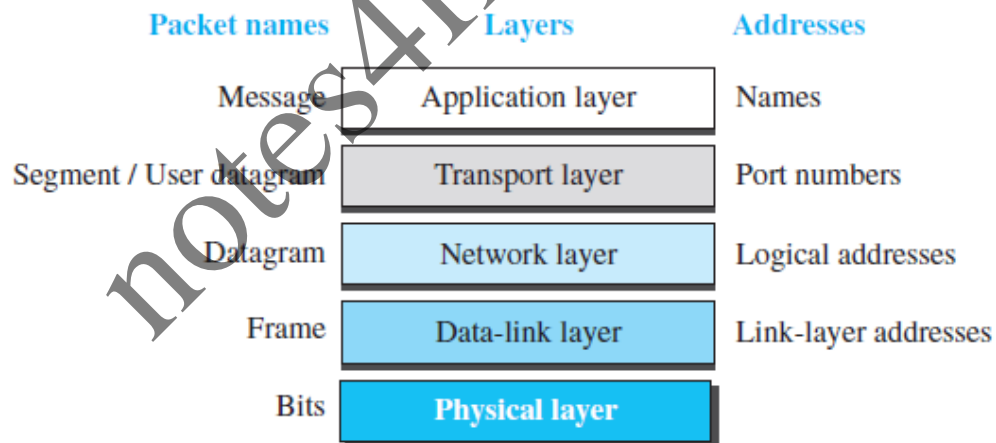 Packet names Layers Addresses
Message Application layer Names
Segment / User datagram Transport layer Port numbers
Datagram Network layer Logical addresses
Frame Data-link layer Link-layer addresses
Bits Physical layer